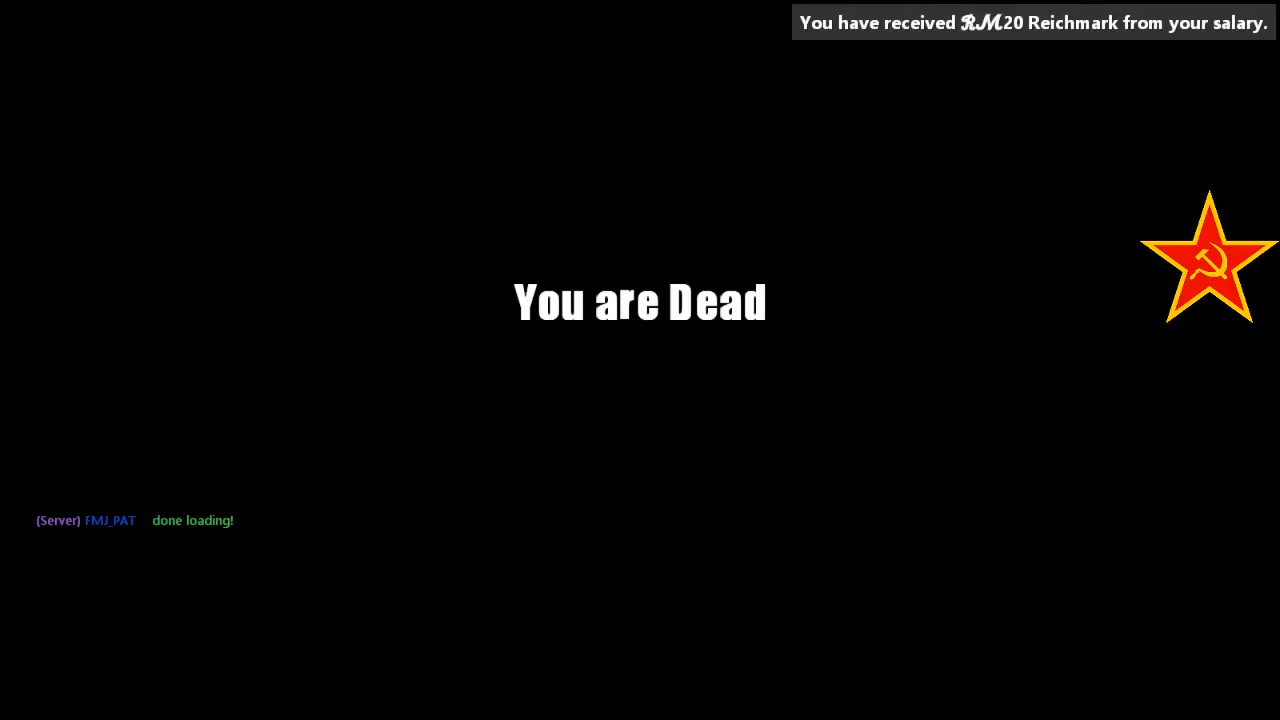 You have received ℛℳ20 Reichmark from your salary.
You are Dead
(Server) FMJ_PAT done loading!